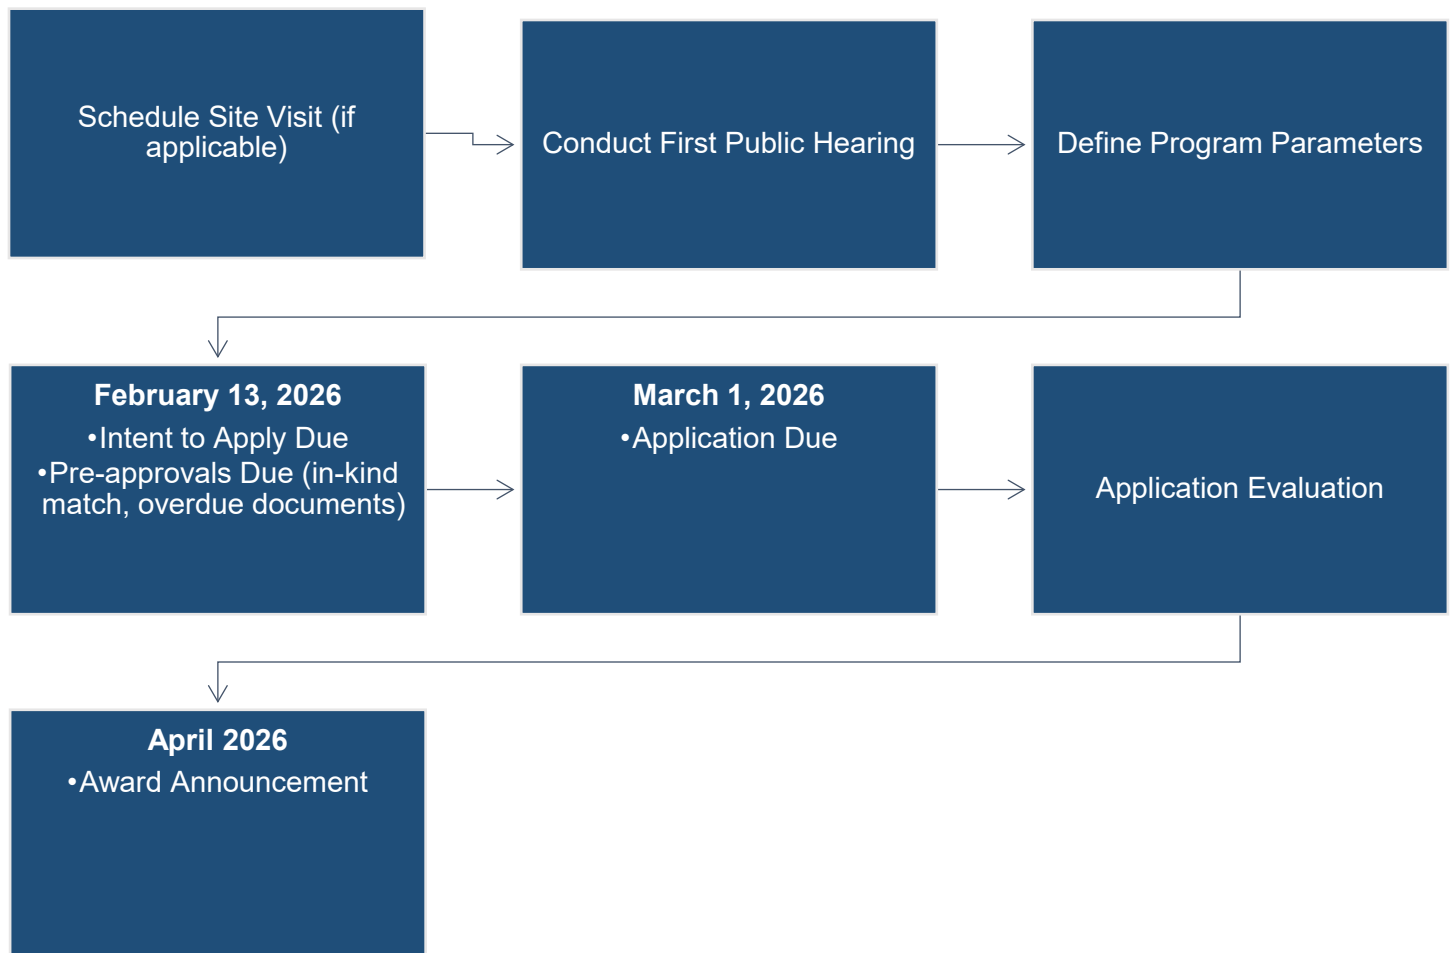 Schedule Site Visit (if
applicable)
Conduct First Public Hearing
Define Program Parameters
February 13, 2026
•Intent to Apply Due
•Pre-approvals Due (in-kind
match, overdue documents)
March 1, 2026
•Application Due
Application Evaluation
April 2026
•Award Announcement